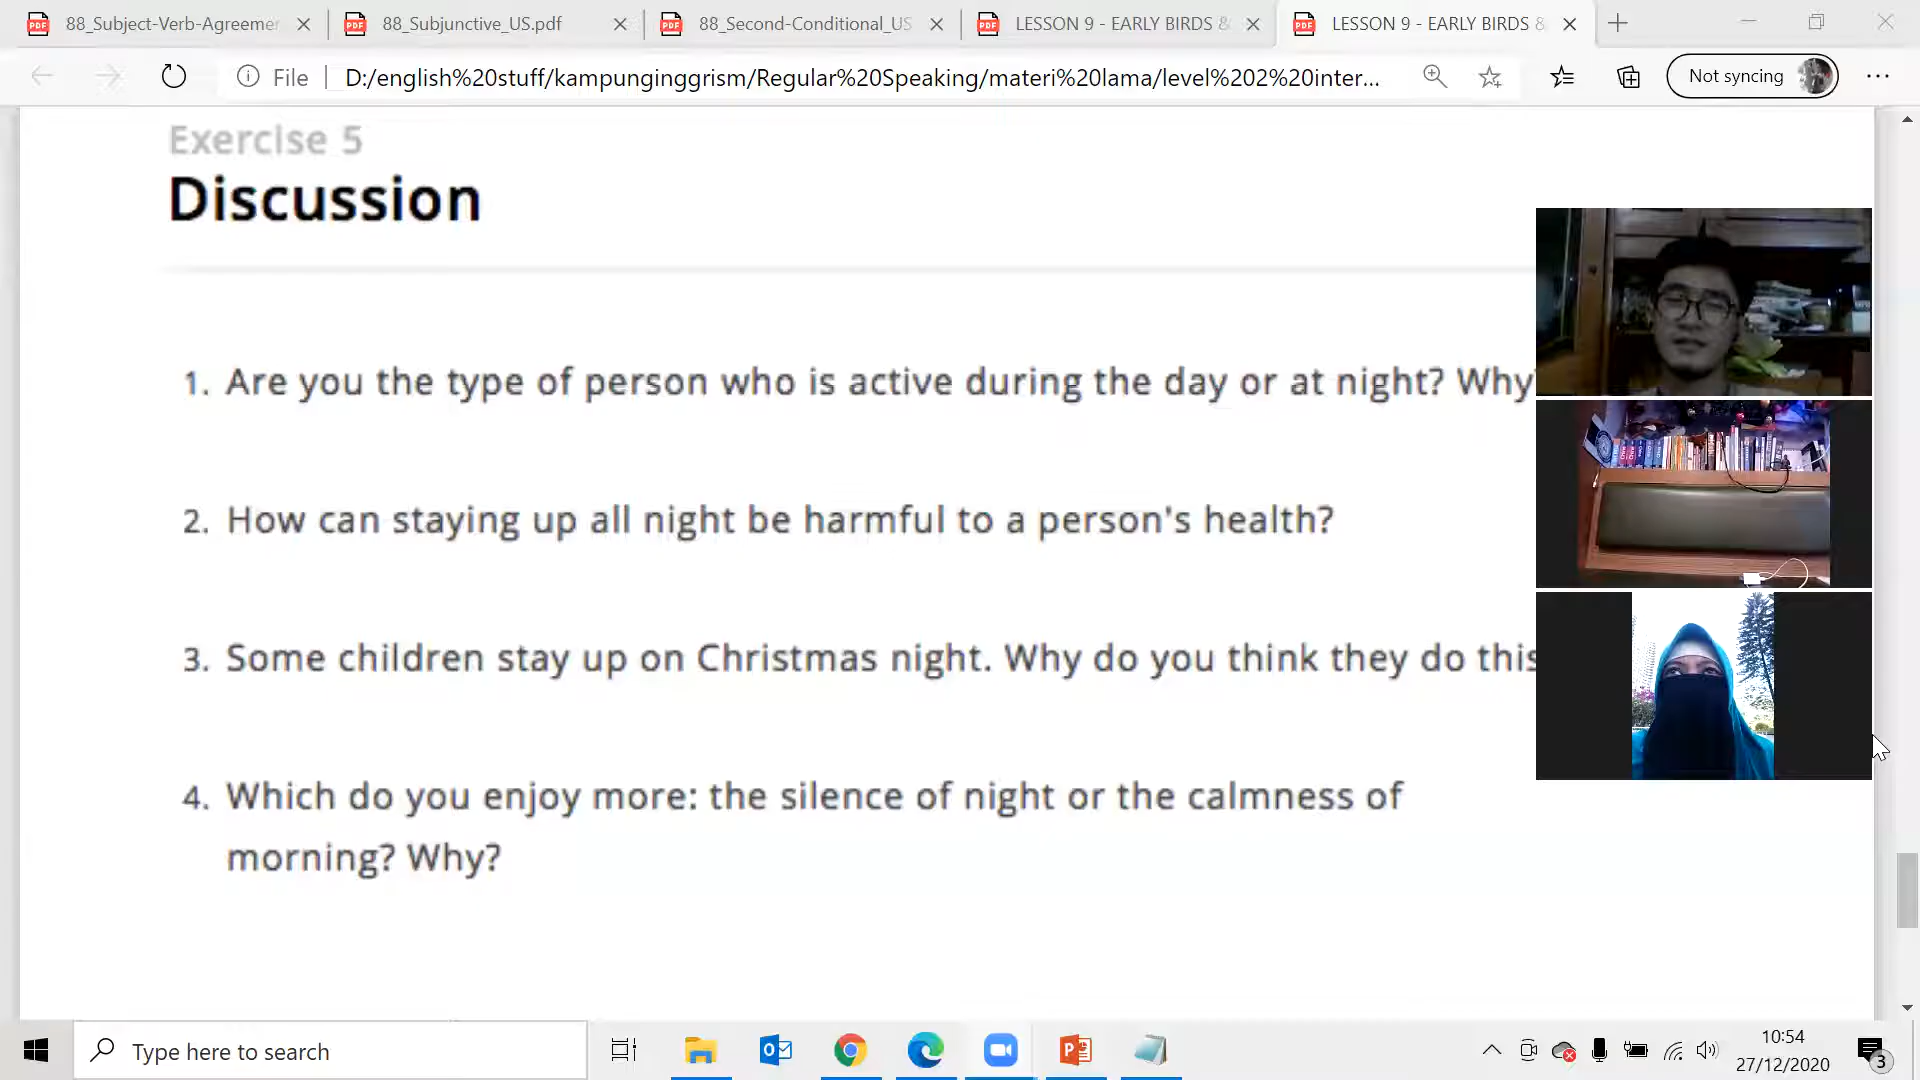 88_Subject-Verb-Agreemer
88_Subjunctive_US.pdf
88_Second-Conditional_US
LESSON 9 - EARLY BIRDS &
LESSON 9 - EARLY BIRDS &
File
D:/english%20stuff/kampunginggrism/Regular%20Speaking/materi%20lama/level%202%20inter...
Not syncing
Exercise 5
Discussion
1. Are you the type of person who is active during the day or at night? Why
2. How can staying up all night be harmful to a person's health?
3. Some children stay up on Christmas night. Why do you think they do this
4. Which do you enjoy more: the silence of night or the calmness of
morning? Why?
Type here to search
10:54
27/12/2020
3